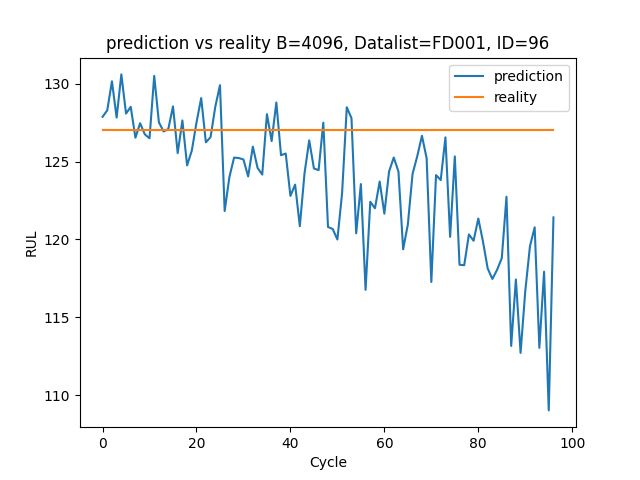 prediction vs reality B=4096, Datalist=FD001, ID=96
prediction
reality
RUL
130
125
120
115
110
0 20 40 60 80 100
Cycle